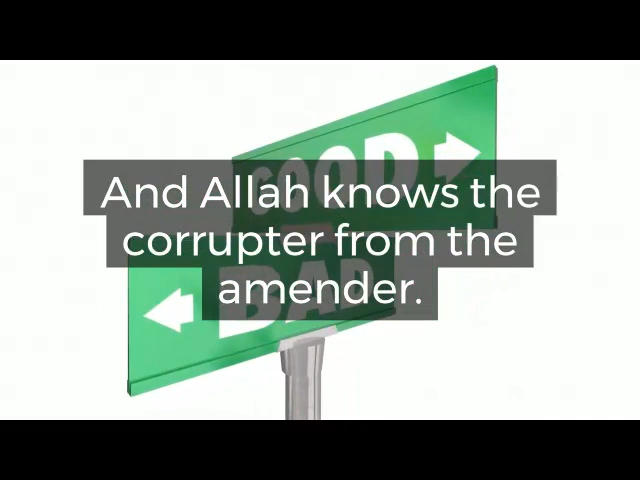 GOOD
And Allah knows the
corrupter from the
amender.
BAD